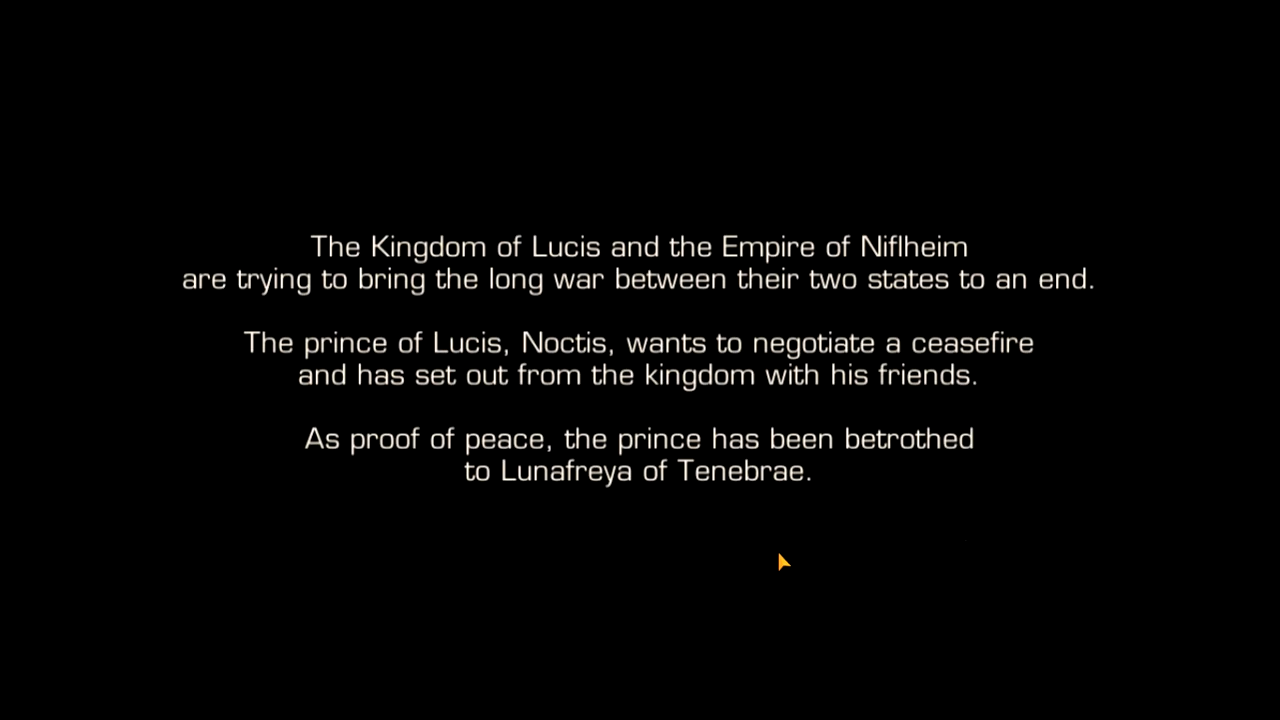 The Kingdom of Lucis and the Empire of Niflheim
are trying to bring the long war between their two states to an end.
The prince of Lucis, Noctis, wants to negotiate a ceasefire
and has set out from the kingdom with his friends.
As proof of peace, the prince has been betrothed
to Lunafreya of Tenebrae.